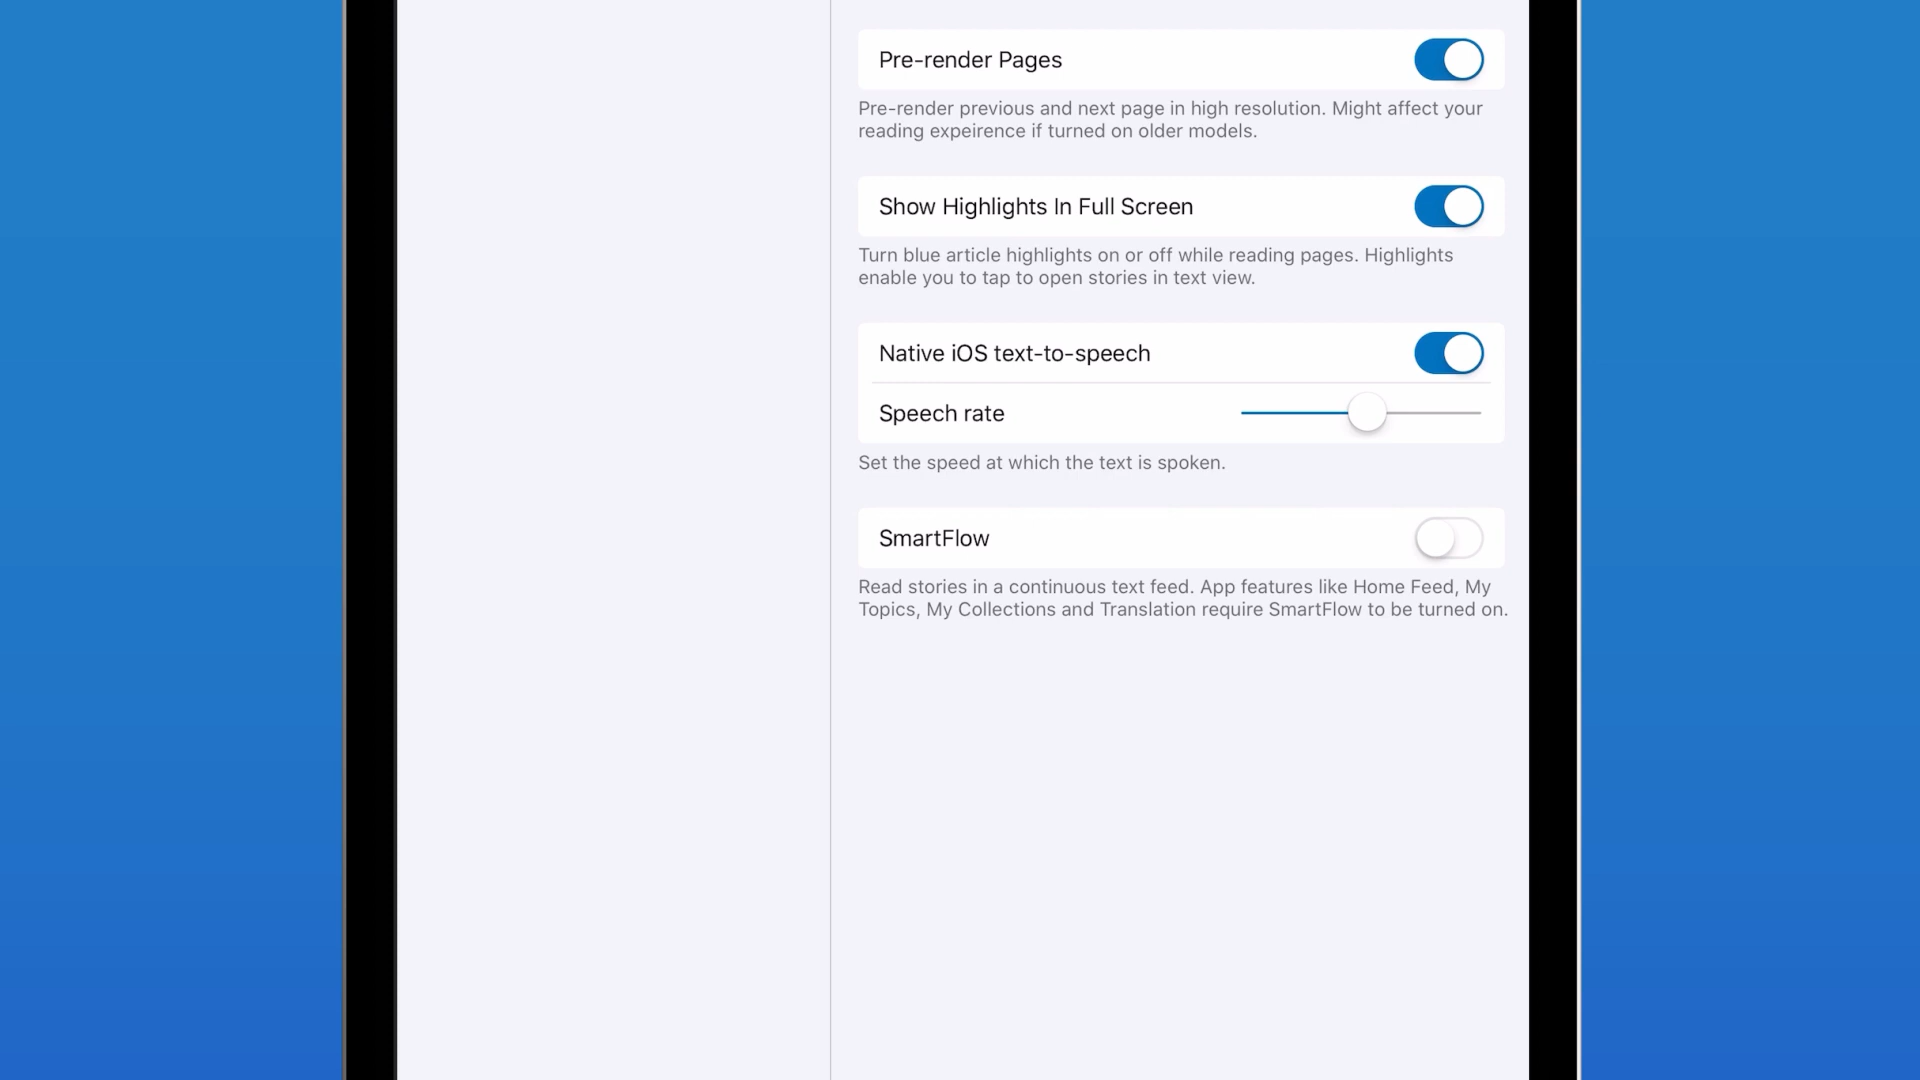 Pre-render Pages
Pre-render previous and next page in high resolution. Might affect your
reading expeirence if turned on older models.
Show Highlights In Full Screen
Turn blue article highlights on or off while reading pages. Highlights
enable you to tap to open stories in text view.
Native iOS text-to-speech
Speech rate
Set the speed at which the text is spoken.
SmartFlow
Read stories in a continuous text feed. App features like Home Feed, My
Topics, My Collections and Translation require SmartFlow to be turned on.